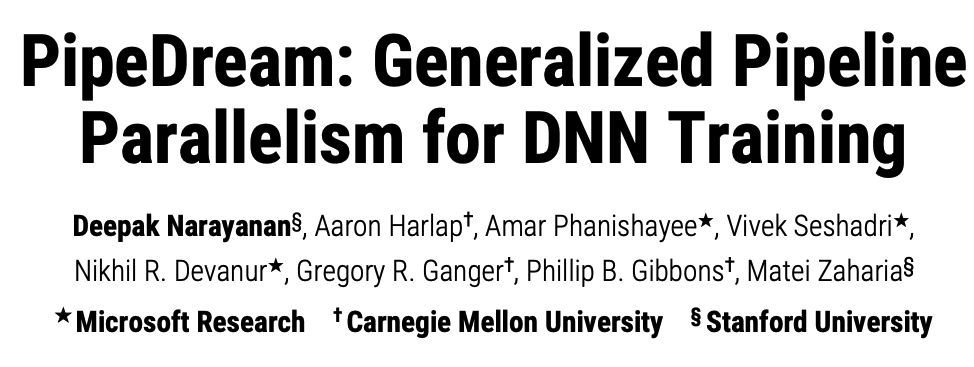 PipeDream: Generalized Pipeline
Parallelism for DNN Training
Deepak Narayanan§, Aaron Harlap†, Amar Phanishayee★, Vivek Seshadri★,
Nikhil R. Devanur★, Gregory R. Ganger†, Phillip B. Gibbons†, Matei Zaharia§
★Microsoft Research †Carnegie Mellon University §Stanford University